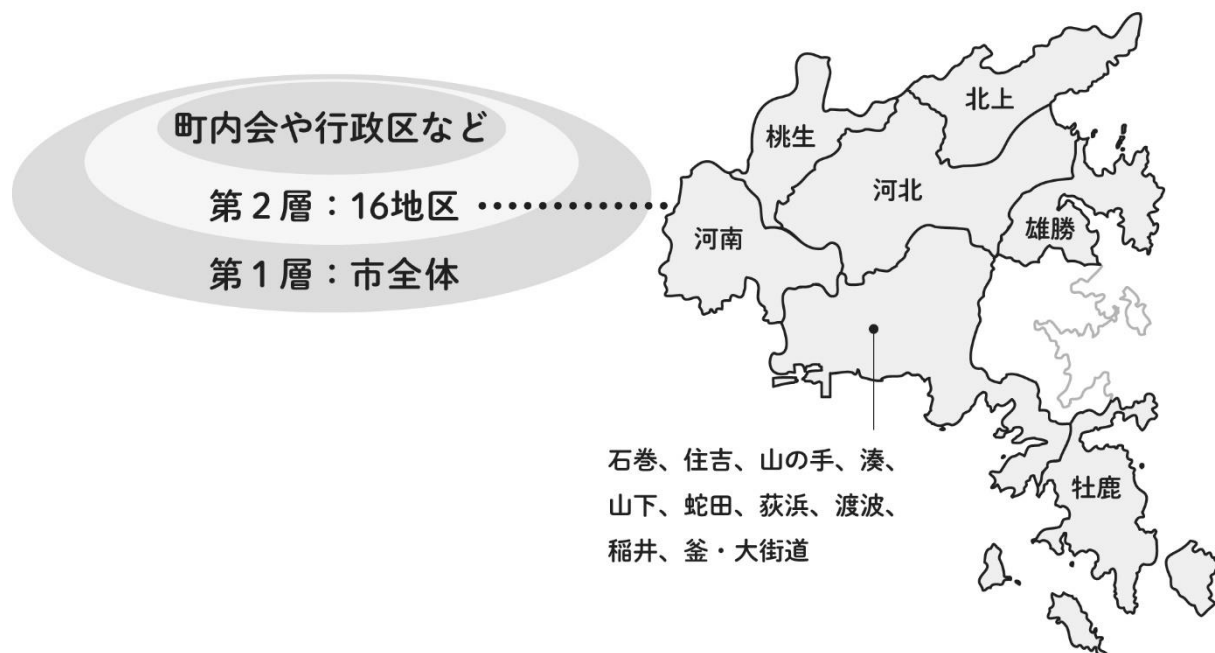 町内会や行政区など
第２層：16地区
第１層：市全体
北上
桃生
河北
雄勝
河南
石巻、住吉、山の手、湊、
山下、蛇田、荻浜、渡波、
稲井、釜・大街道
牡鹿